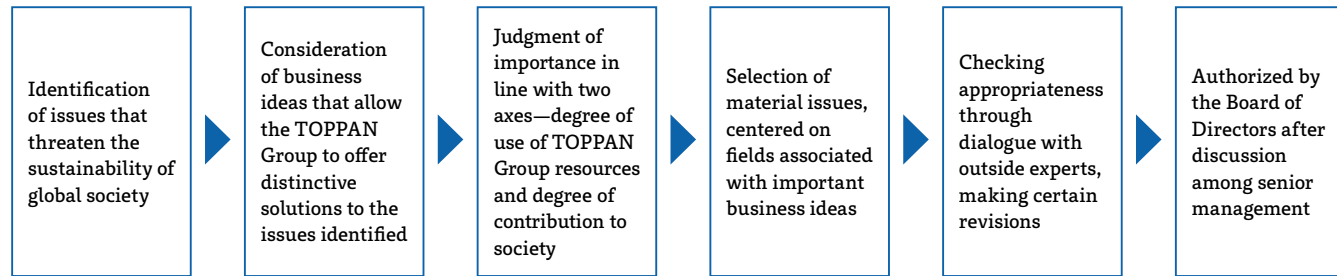 Identification
of issues that
threaten the
sustainability of
global society
Consideration
of business
ideas that allow
the TOPPAN
Group to offer
distinctive
solutions to the
issues identified
Judgment of
importance in
line with two
axes—degree of
use of TOPPAN
Group resources
and degree of
contribution to
society
Selection of
material issues,
centered on
fields associated
with important
business ideas
Checking
appropriateness
through
dialogue with
outside experts,
making certain
revisions
Authorized by
the Board of
Directors after
discussion
among senior
management